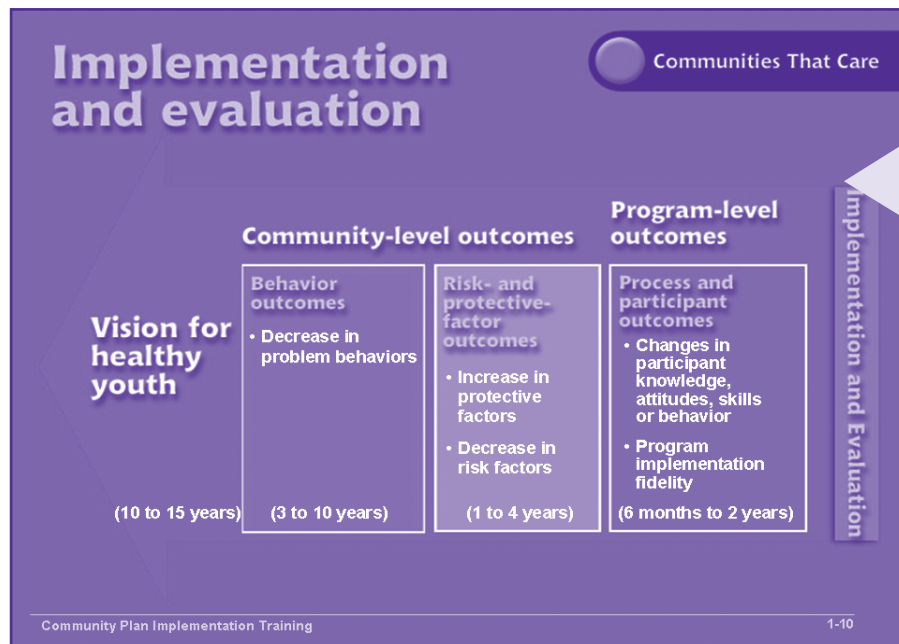 Implementation
and evaluation
Communities That Care
Community-level outcomes
Program-level
outcomes
Vision for
healthy
youth
(10 to 15 years)
Behavior
outcomes
• Decrease in
problem behaviors
(3 to 10 years)
Risk- and
protective-
factor
outcomes
• Increase in
protective
factors
• Decrease in
risk factors
(1 to 4 years)
Process and
participant
outcomes
• Changes in
participant
knowledge,
attitudes, skills
or behavior
• Program
implementation
fidelity
(6 months to 2 years)
Implementation and Evaluation
Community Plan Implementation Training
1-10